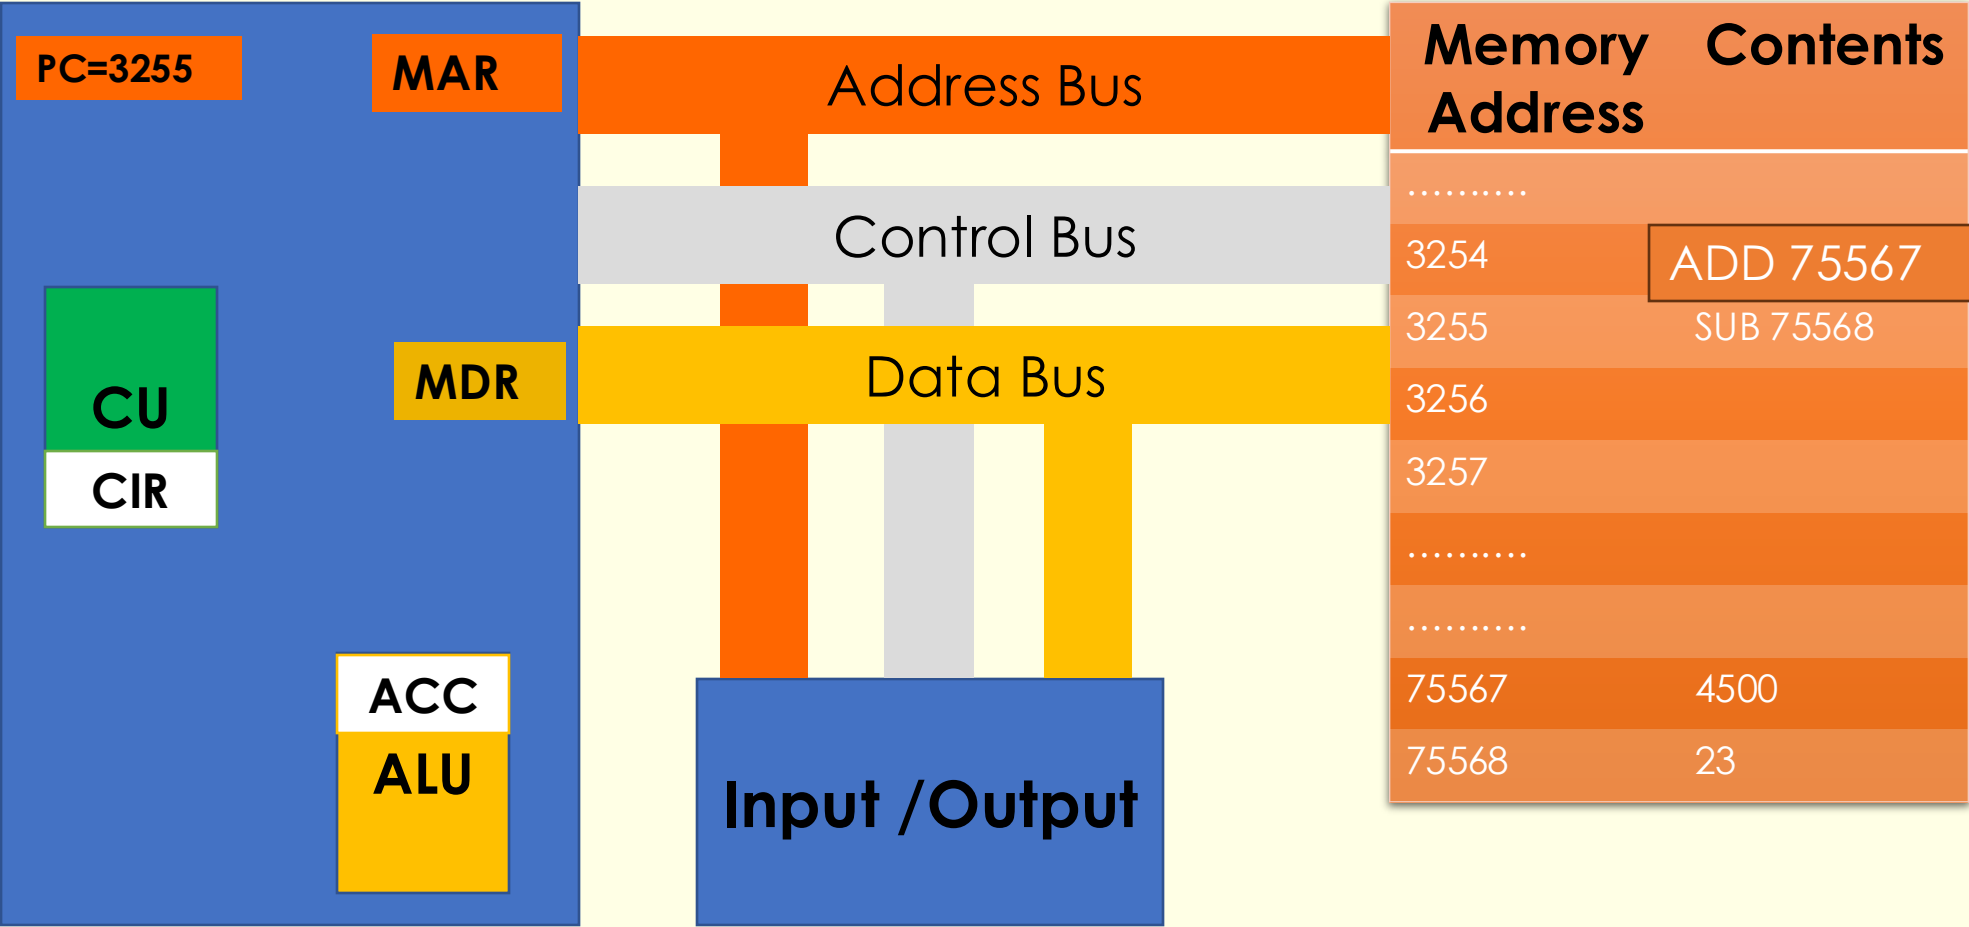 PC=3255
MAR
Address Bus
Control Bus
MDR
Data Bus
CU
CIR
ACC
ALU
Input /Output
Memory Contents
Address
..........
3254 ADD 75567
3255 SUB 75568
3256
3257
..........
..........
75567 4500
75568 23